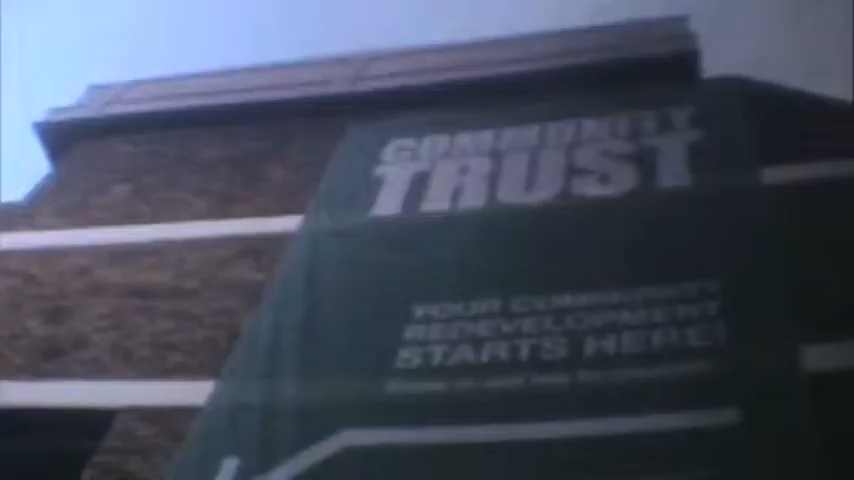 COMMUNITY
TRUST
YOUR COMMUNITY
REDEVELOPMENT
STARTS HERE!